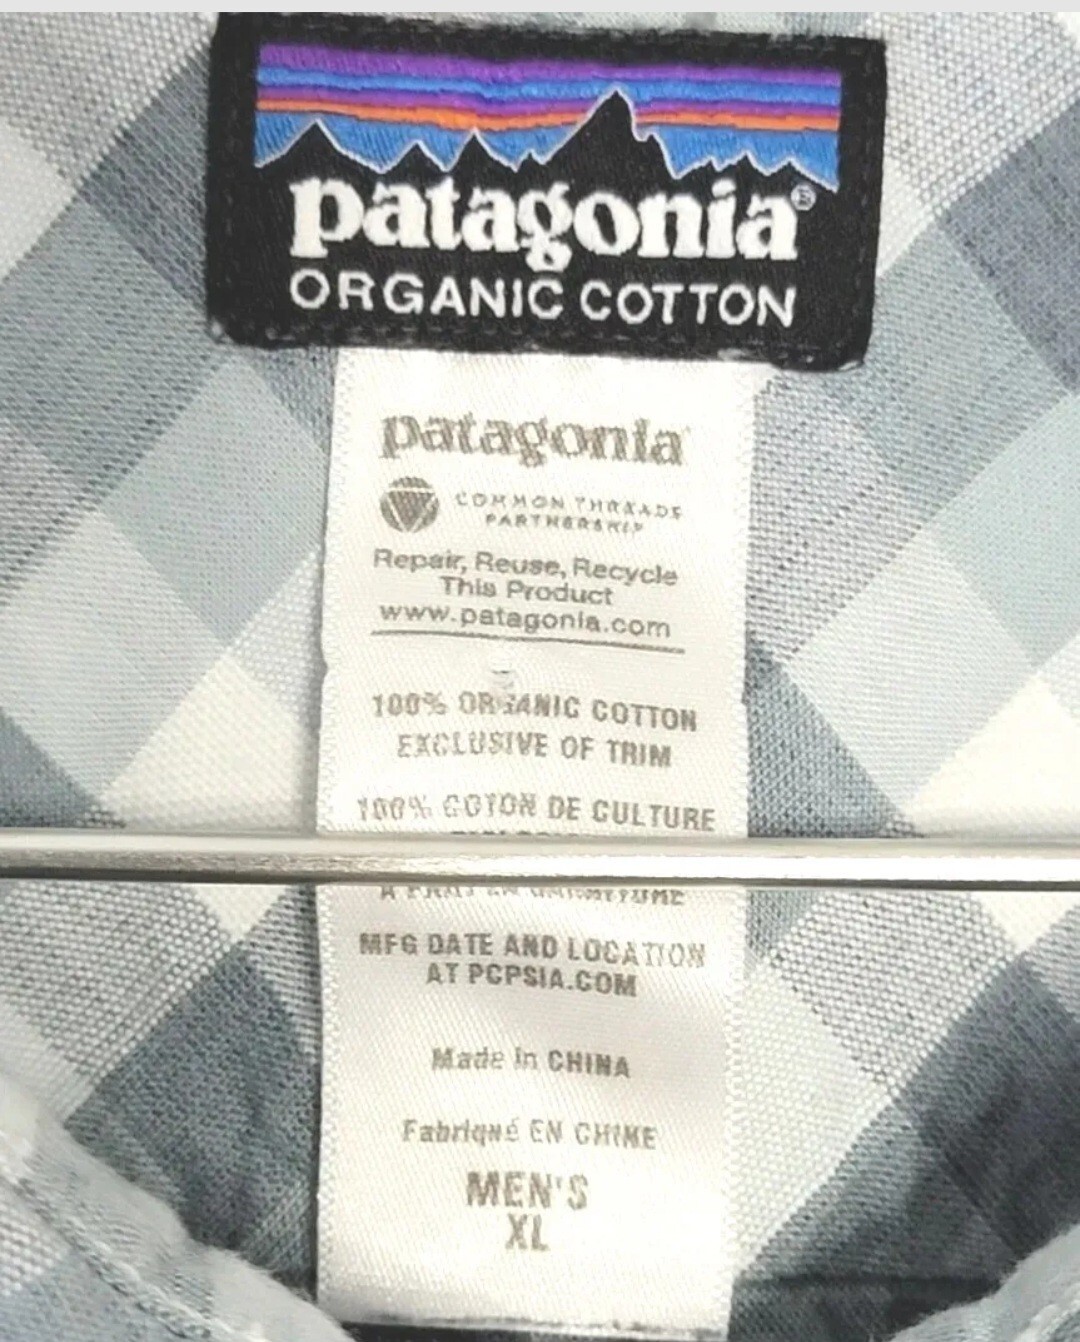 patagonia®
ORGANIC COTTON
patagonia
COMMON THREADS
PARTNERSHIP
Repair, Reuse, Recycle
This Product
www.patagonia.com
100% ORGANIC COTTON
EXCLUSIVE OF TRIM
100% COTON DE CULTURE
MFG DATE AND LOCATION
AT PCPSIA.COM
Made in CHINA
Fabriqué EN CHINE
MEN'S
XL